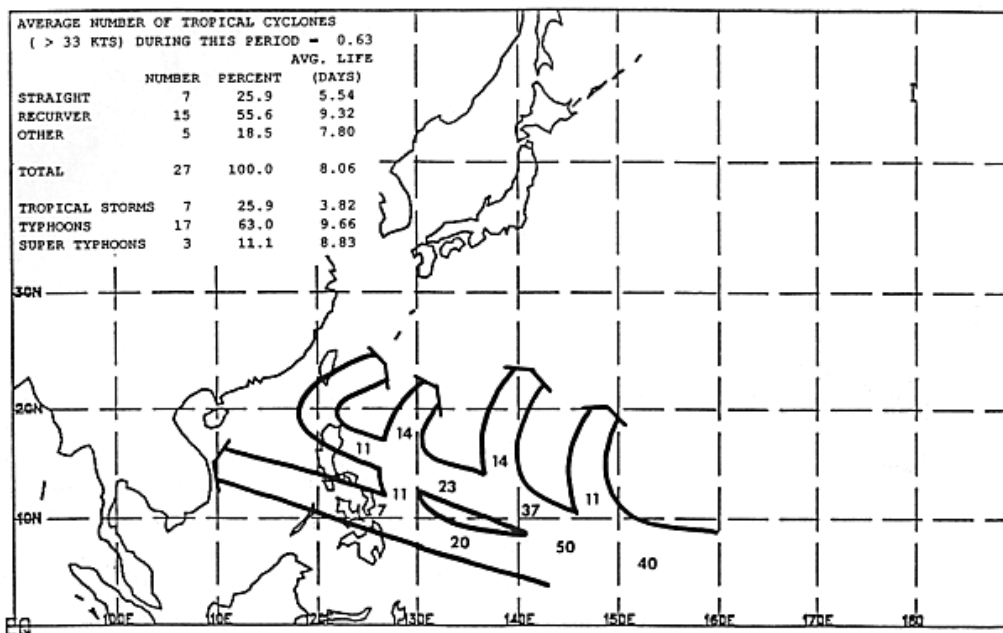 AVERAGE NUMBER OF TROPICAL CYCLONES
( > 33 KTS) DURING THIS PERIOD = 0.63
AVG. LIFE
NUMBER PERCENT (DAYS)
STRAIGHT 7 25.9 5.54
RECURVER 15 55.6 9.32
OTHER 5 18.5 7.80
TOTAL 27 100.0 8.06
TROPICAL STORMS 7 25.9 3.82
TYPHOONS 17 63.0 9.66
SUPER TYPHOONS 3 11.1 8.83
30N
20N
14
11
14
11 23 11
7 37
10N
20 50
40
EQ 100E 110E 120E 130E 140E 150E 160E 170E 180